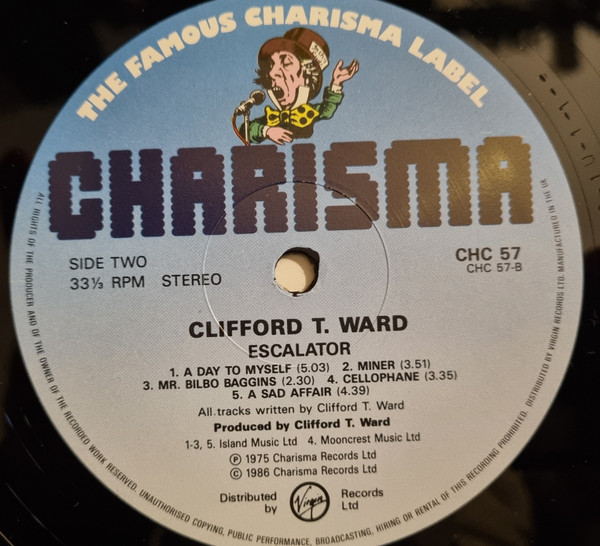 THE FAMOUS CHARISMA LABEL
CHARISMA
SIDE TWO
33⅓ RPM STEREO
CHC 57
CHC 57-B
CLIFFORD T. WARD
ESCALATOR
1. A DAY TO MYSELF (5.03) 2. MINER (3.51)
3. MR. BILBO BAGGINS (2.30) 4. CELLOPHANE (3.35)
5. A SAD AFFAIR (4.39)
All tracks written by Clifford T. Ward
Produced by Clifford T. Ward
1-3, 5. Island Music Ltd 4. Mooncrest Music Ltd
Ⓟ 1975 Charisma Records Ltd
© 1986 Charisma Records Ltd
Distributed by Virgin Records Ltd
ALL RIGHTS OF THE PRODUCER AND OF THE OWNER OF THE RECORDED WORK RESERVED. UNAUTHORISED COPYING, PUBLIC PERFORMANCE, BROADCASTING, HIRING OR RENTAL OF THIS RECORDING PROHIBITED. DISTRIBUTED BY VIRGIN RECORDS LTD. MANUFACTURED IN THE UK